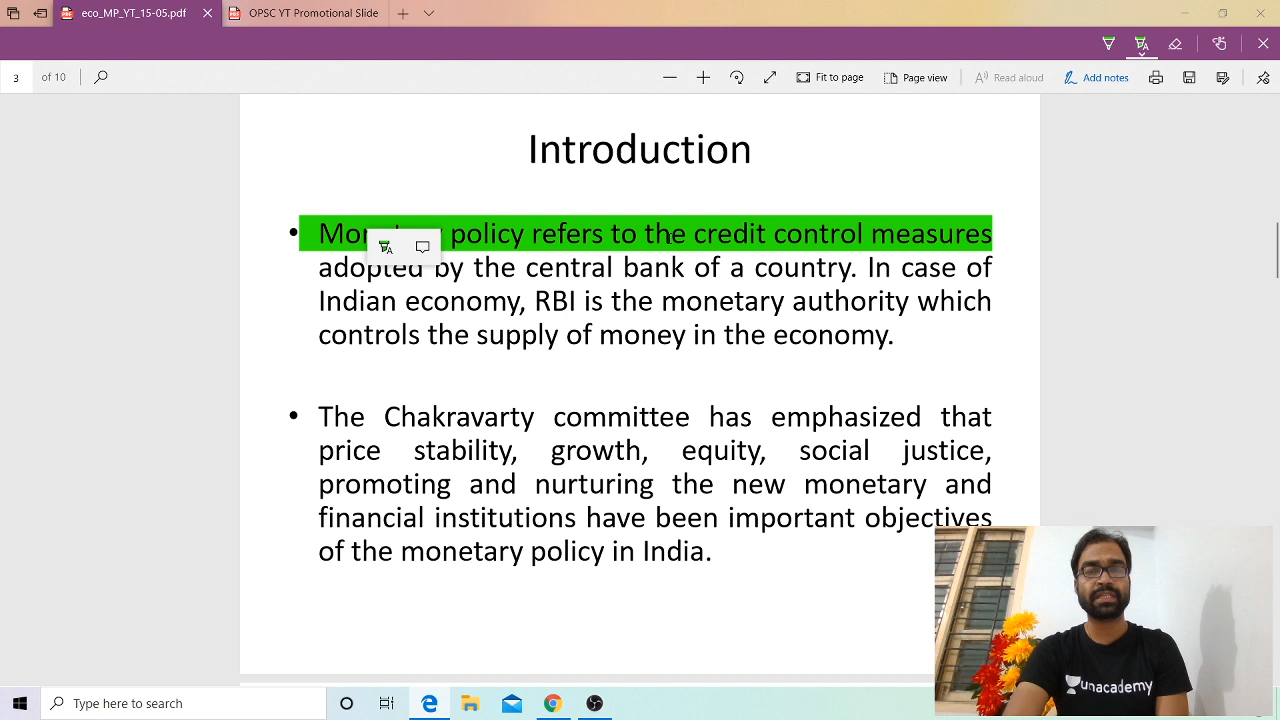 eco_MP_YT_15-05.pdf
OPSC YT Promotional Slide
3 of 10
Fit to page
Page view
Read aloud
Add notes
Introduction
• policy refers to the credit control measures
adopted by the central bank of a country. In case of
Indian economy, RBI is the monetary authority which
controls the supply of money in the economy.
• The Chakravarty committee has emphasized that
price stability, growth, equity, social justice,
promoting and nurturing the new monetary and
financial institutions have been important objectives
of the monetary policy in India.
unacademy
Type here to search